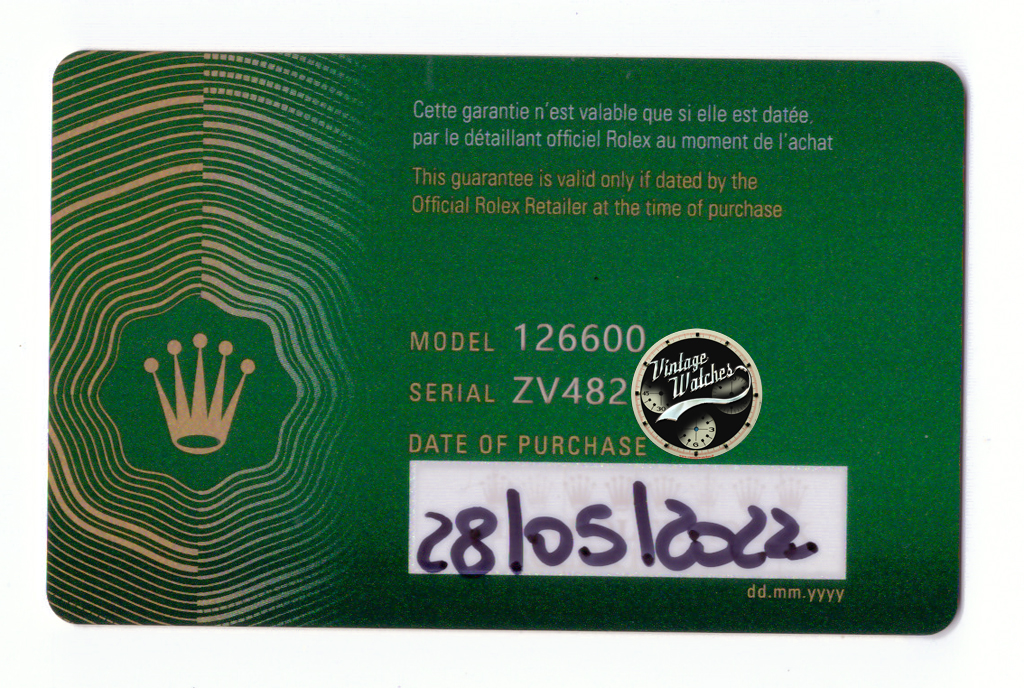 Cette garantie n'est valable que si elle est datée,
par le détaillant officiel Rolex au moment de l'achat
This guarantee is valid only if dated by the
Official Rolex Retailer at the time of purchase
MODEL 126600
SERIAL ZV482
Vintage
Watches
DATE OF PURCHASE
28/05/2022
dd.mm.yyyy